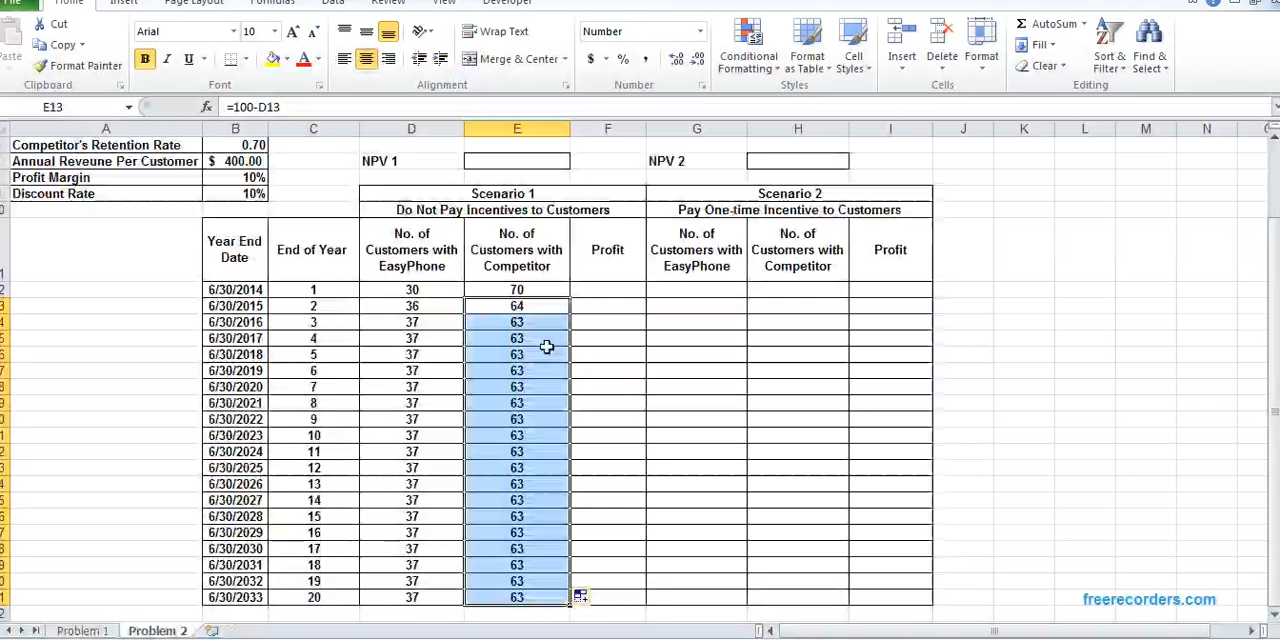 File Home Insert Page Layout Formulas Data Review View Developer
Cut
Copy
Paste
Format Painter
Clipboard
Arial 10
B I U
Font
Wrap Text
Merge & Center
Alignment
Number
$ % ,
Number
Conditional Formatting
Format as Table
Cell Styles
Styles
Insert Delete Format
Cells
Σ AutoSum
Fill
Clear
Sort & Filter
Find & Select
Editing
E13 fx =100-D13
A B C D E F G H I J K L M N
Competitor's Retention Rate 0.70
Annual Reveune Per Customer $ 400.00 NPV 1 NPV 2
Profit Margin 10%
Discount Rate 10% Scenario 1 Scenario 2
Do Not Pay Incentives to Customers Pay One-time Incentive to Customers
Year End Date End of Year No. of Customers with EasyPhone No. of Customers with Competitor Profit No. of Customers with EasyPhone No. of Customers with Competitor Profit
6/30/2014 1 30 70
6/30/2015 2 36 64
6/30/2016 3 37 63
6/30/2017 4 37 63
6/30/2018 5 37 63
6/30/2019 6 37 63
6/30/2020 7 37 63
6/30/2021 8 37 63
6/30/2022 9 37 63
6/30/2023 10 37 63
6/30/2024 11 37 63
6/30/2025 12 37 63
6/30/2026 13 37 63
6/30/2027 14 37 63
6/30/2028 15 37 63
6/30/2029 16 37 63
6/30/2030 17 37 63
6/30/2031 18 37 63
6/30/2032 19 37 63
6/30/2033 20 37 63
freerecorders.com
Problem 1 Problem 2